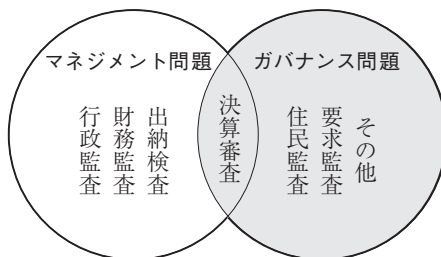 マネジメント問題
ガバナンス問題
出納検査
財務監査
行政監査
決算審査
その他
要求監査
住民監査